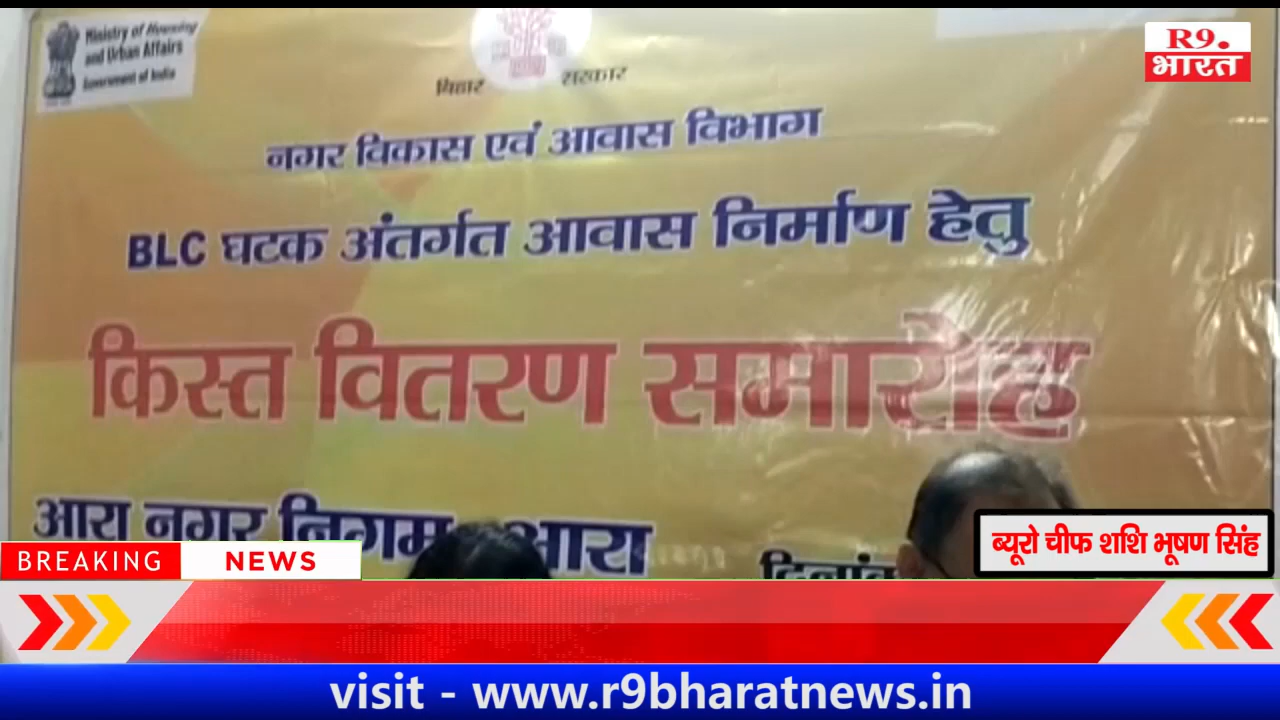 Ministry of Housing
and Urban Affairs
Government of India
R9.
भारत
बिहार सरकार
नगर विकास एवं आवास विभाग
BLC घटक अंतर्गत आवास निर्माण हेतु
किस्त वितरण समारोह
आरा नगर निगम आरा
ब्यूरो चीफ शशि भूषण सिंह
BREAKING NEWS
visit - www.r9bharatnews.in